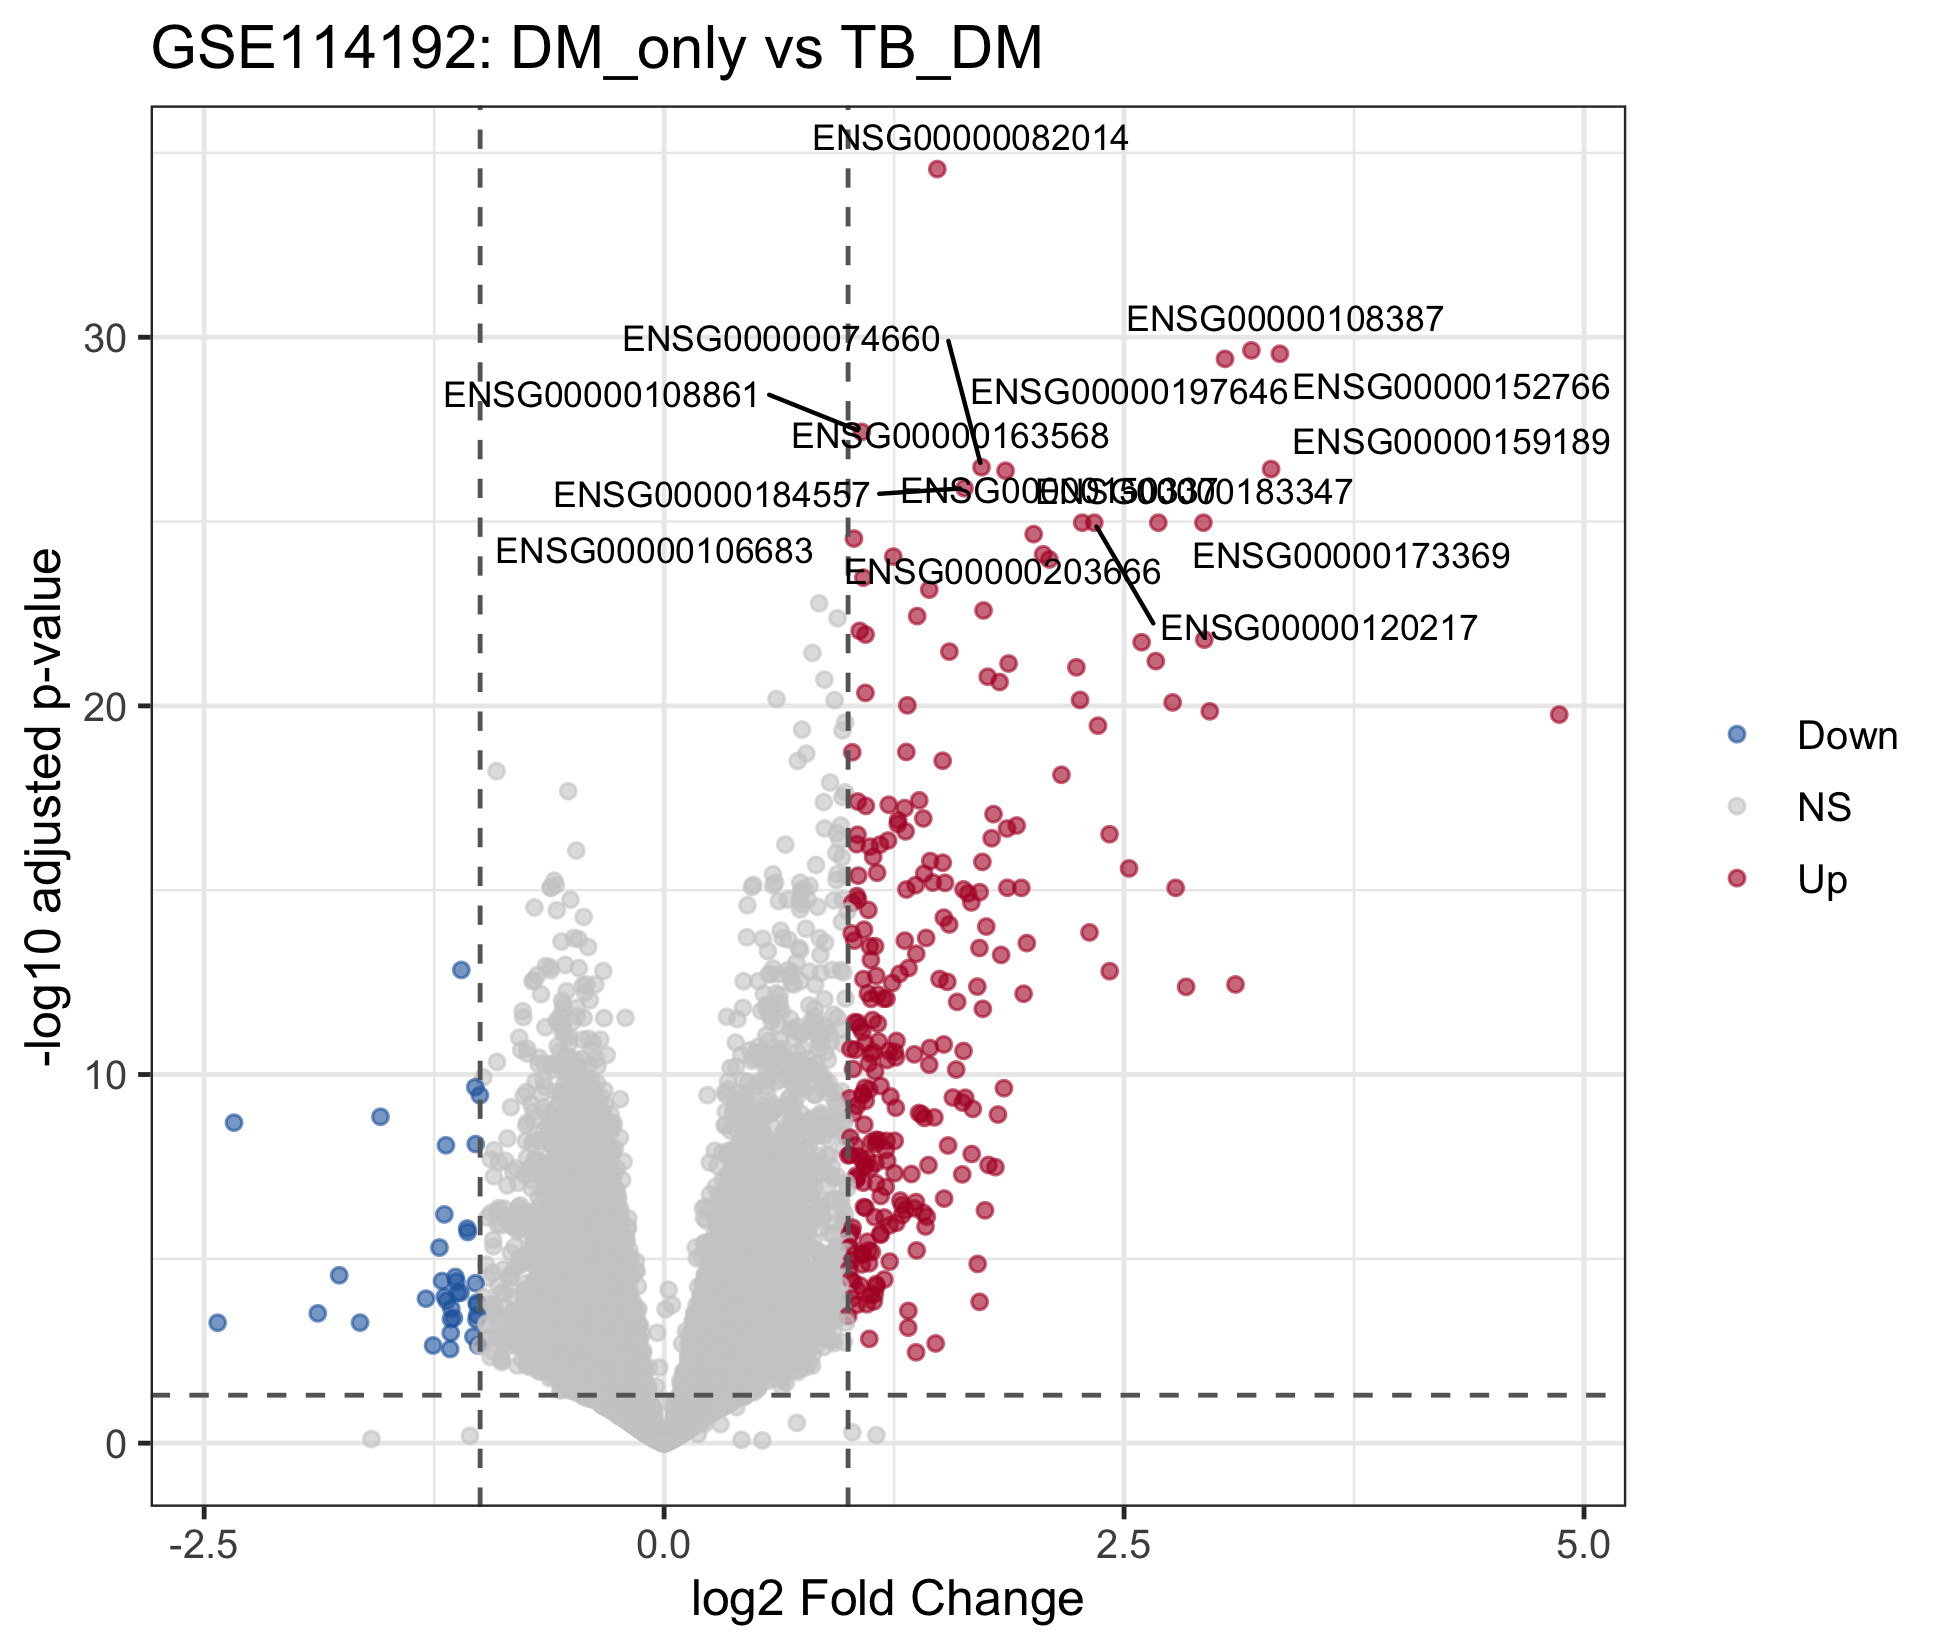 GSE114192: DM_only vs TB_DM
ENSG00000082014
ENSG00000108387
ENSG00000074660
ENSG00000197646
ENSG00000152766
ENSG00000108861
ENSG00000163568
ENSG00000159189
ENSG00000184557
ENSG00000150337
ENSG00000183347
ENSG00000106683
ENSG00000173369
ENSG00000203666
ENSG00000120217
30
20
10
0
-log10 adjusted p-value
-2.5
0.0
2.5
5.0
log2 Fold Change
Down
NS
Up